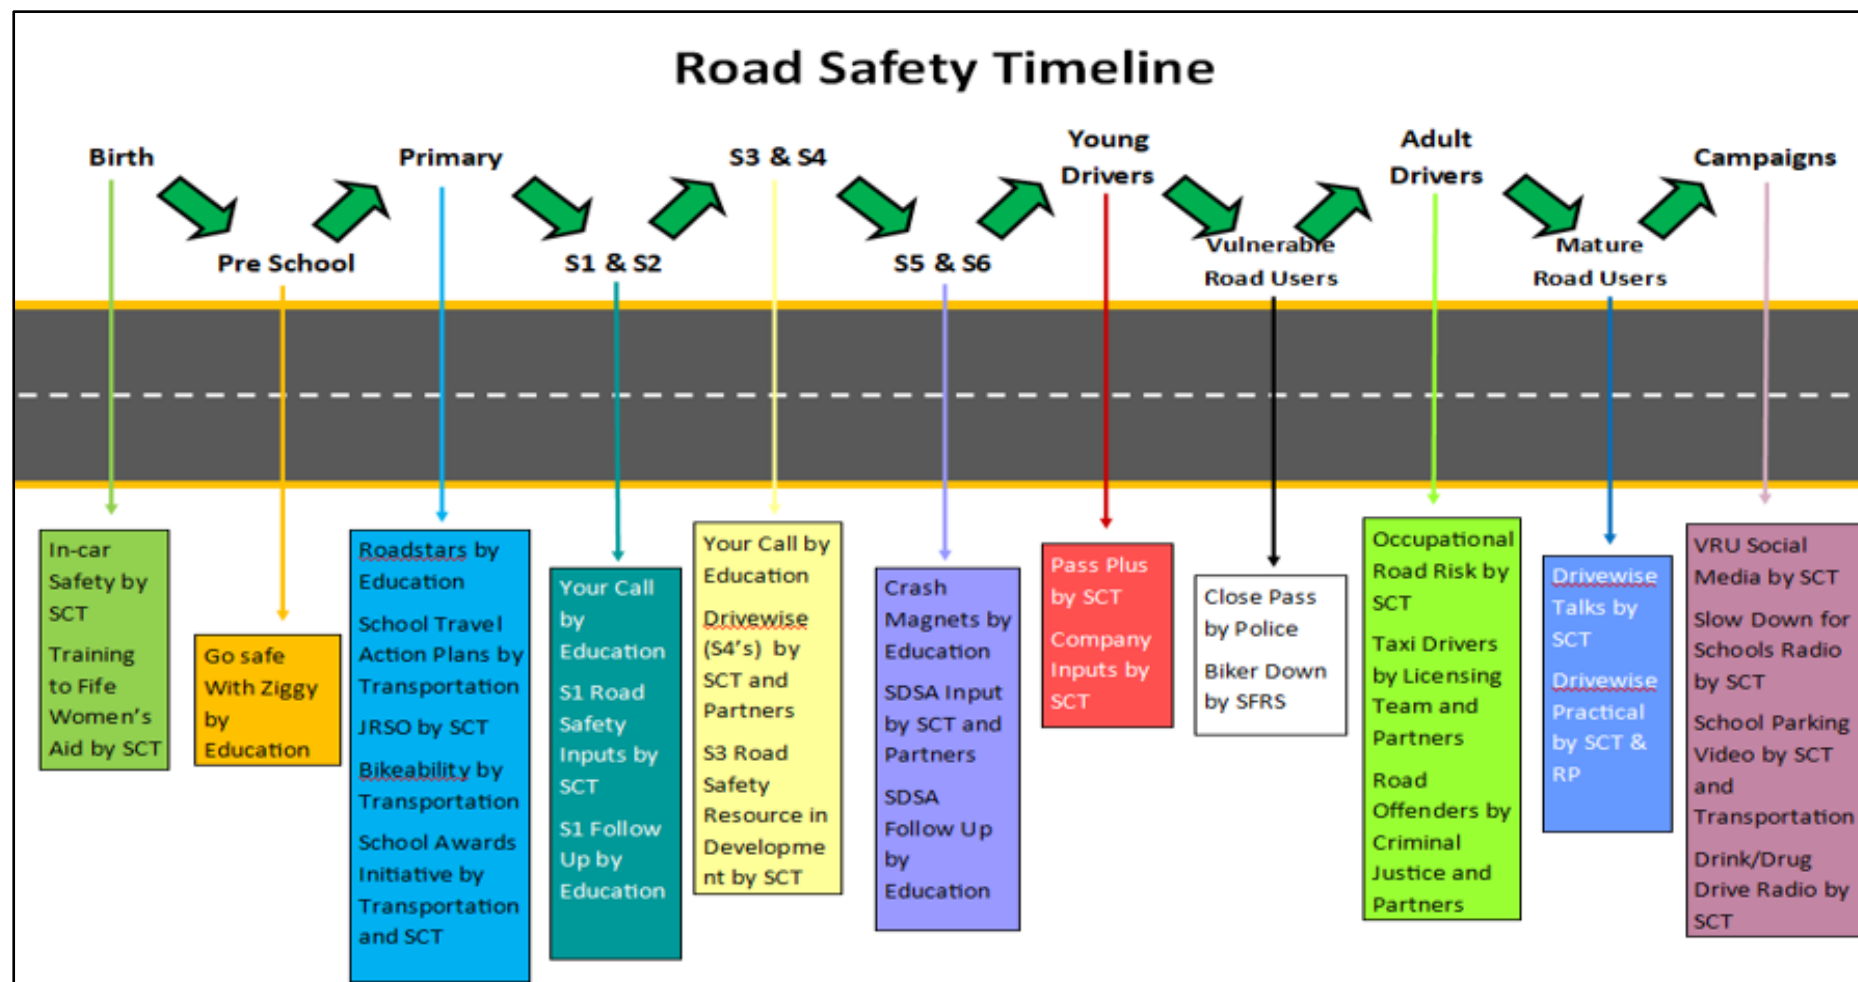 Road Safety Timeline
Birth
Pre School
Primary
S1 & S2
S3 & S4
S5 & S6
Young
Drivers
Vulnerable
Road Users
Adult
Drivers
Mature
Road Users
Campaigns
In-car
Safety by
SCT
Training
to Fife
Women's
Aid by SCT
Go safe
With Ziggy
by
Education
Roadstars by
Education
School Travel
Action Plans by
Transportation
JRSO by SCT
Bikeability by
Transportation
School Awards
Initiative by
Transportation
and SCT
Your Call
by
Education
S1 Road
Safety
Inputs by
SCT
S1 Follow
Up by
Education
Your Call by
Education
Drivewise
(S4's) by
SCT and
Partners
S3 Road
Safety
Resource in
Developme
nt by SCT
Crash
Magnets by
Education
SDSA Input
by SCT and
Partners
SDSA
Follow Up
by
Education
Pass Plus
by SCT
Company
Inputs by
SCT
Close Pass
by Police
Biker Down
by SFRS
Occupational
Road Risk by
SCT
Taxi Drivers
by Licensing
Team and
Partners
Road
Offenders by
Criminal
Justice and
Partners
Drivewise
Talks by
SCT
Drivewise
Practical
by SCT &
RP
VRU Social
Media by SCT
Slow Down for
Schools Radio
by SCT
School Parking
Video by SCT
and
Transportation
Drink/Drug
Drive Radio by
SCT